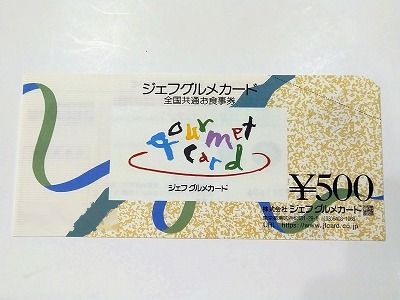 ジェフグルメカード
全国共通お食事券
gourmet
card
ジェフ グルメカード
¥500
株式会社 ジェフ グルメカード
URL https://www.jfcard.co.jp